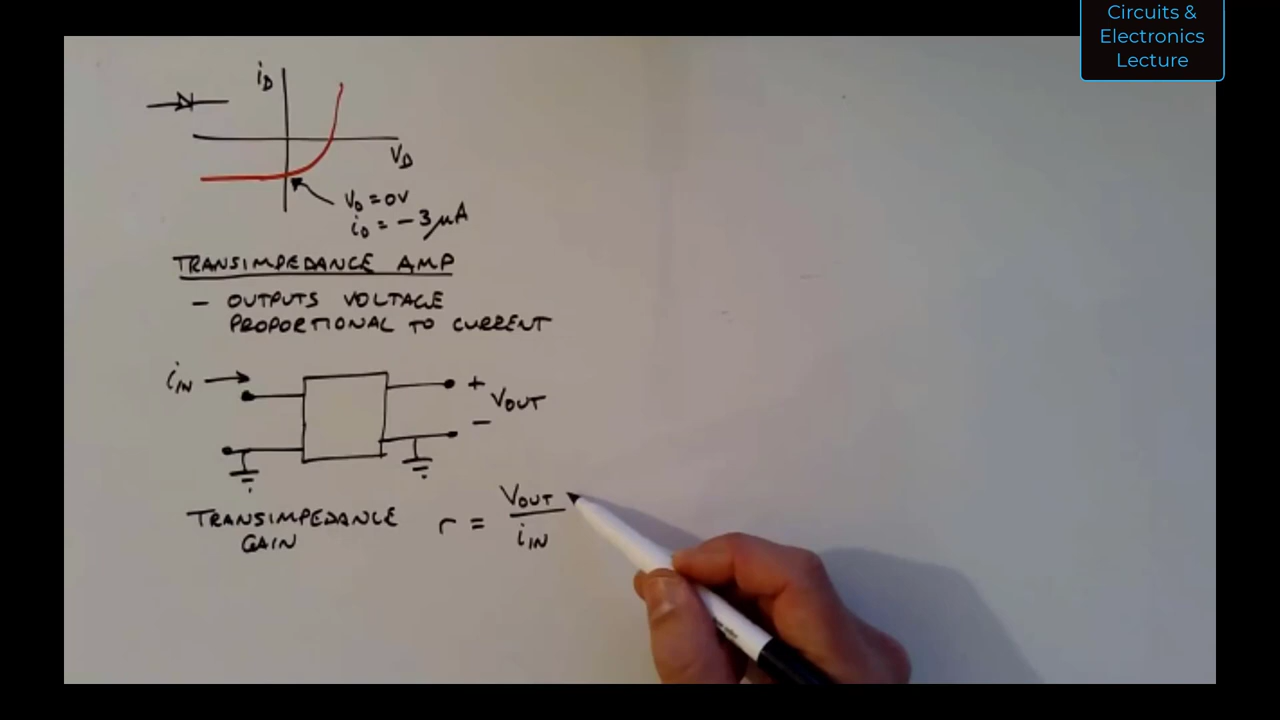 Circuits &
Electronics
Lecture
iD
VD
VD = 0V
iD = -3μA
TRANSIMPEDANCE AMP
- OUTPUTS VOLTAGE
PROPORTIONAL TO CURRENT
iIN
+
VOUT
-
TRANSIMPEDANCE
GAIN
r = VOUT
iIN